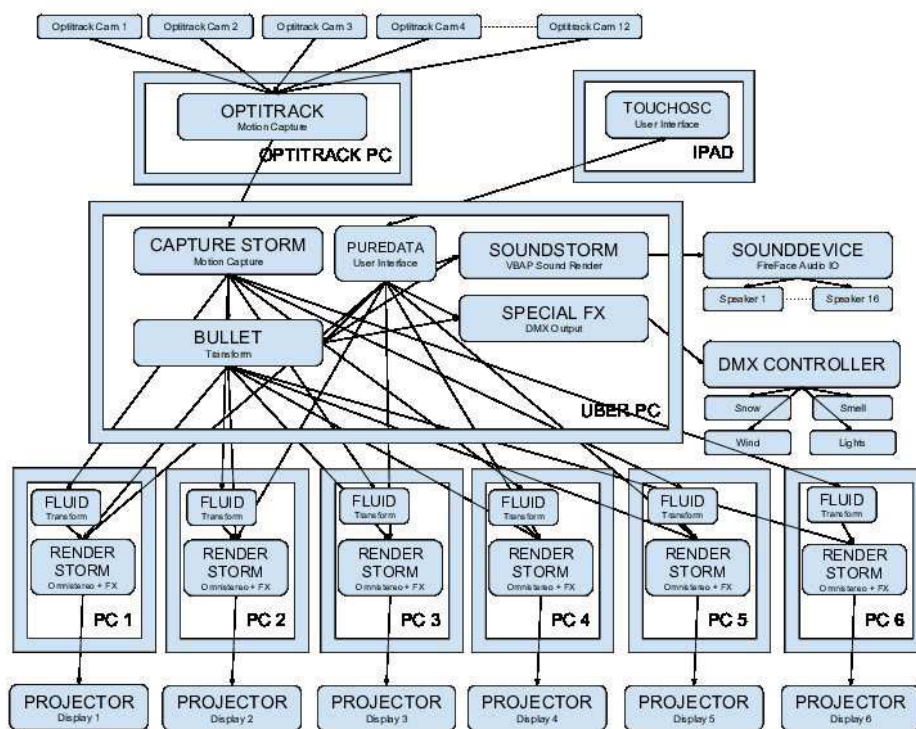 Optitrack Cam 1
Optitrack Cam 2
Optitrack Cam 3
Optitrack Cam4
Optitrack Cam 12
OPTITRACK
Motion Capture
OPTITRACK PC
TOUCHOSC
User Interface
IPAD
CAPTURE STORM
Motion Capture
PUREDATA
User Interface
SOUNDSTORM
VBAP Sound Render
SOUNDDEVICE
FireFace Audio IO
Speaker 1
Speaker 16
BULLET
Transform
SPECIAL FX
DMX Output
DMX CONTROLLER
Snow
Smell
Wind
Lights
UBER PC
FLUID
Transform
RENDER
STORM
Omnistereo + FX
PC 1
FLUID
Transform
RENDER
STORM
Omnistereo + FX
PC 2
FLUID
Transform
RENDER
STORM
Omnistereo + FX
PC 3
FLUID
Transform
RENDER
STORM
Omnistereo + FX
PC 4
FLUID
Transform
RENDER
STORM
Omnistereo + FX
PC 5
FLUID
Transform
RENDER
STORM
Omnistereo + FX
PC 6
PROJECTOR
Display 1
PROJECTOR
Display 2
PROJECTOR
Display 3
PROJECTOR
Display 4
PROJECTOR
Display 5
PROJECTOR
Display 6